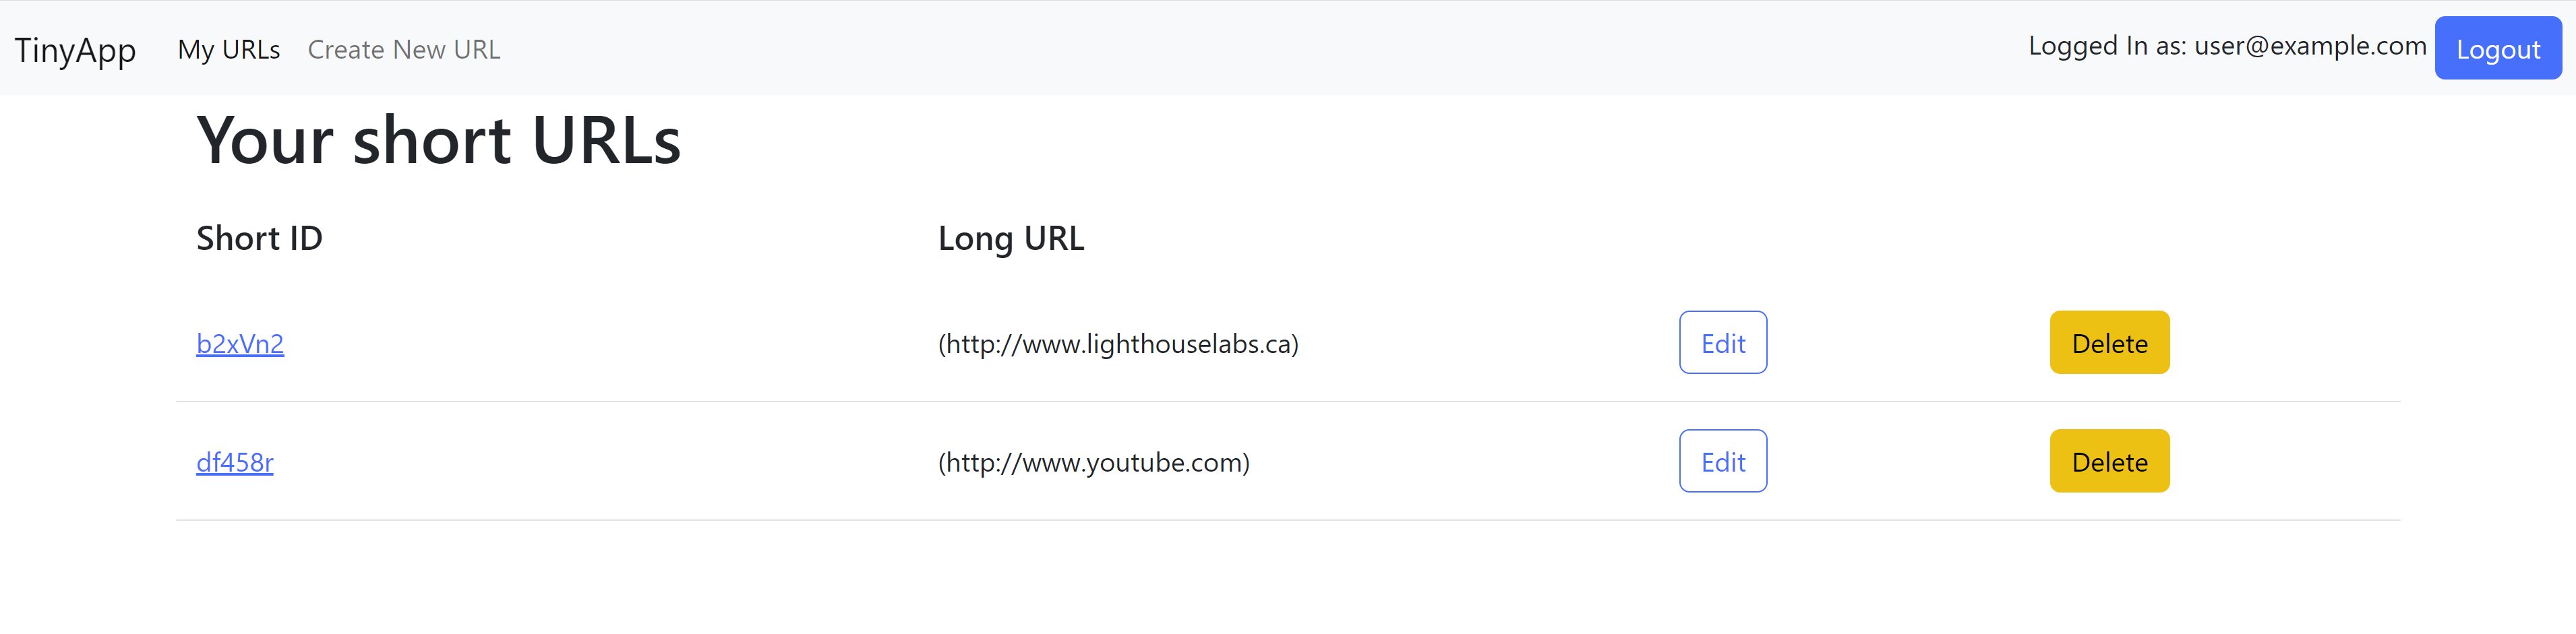 TinyApp My URLs Create New URL Logged In as: user@example.com Logout
Your short URLs
Short ID Long URL
b2xVn2 (http://www.lighthouselabs.ca) Edit Delete
df458r (http://www.youtube.com) Edit Delete